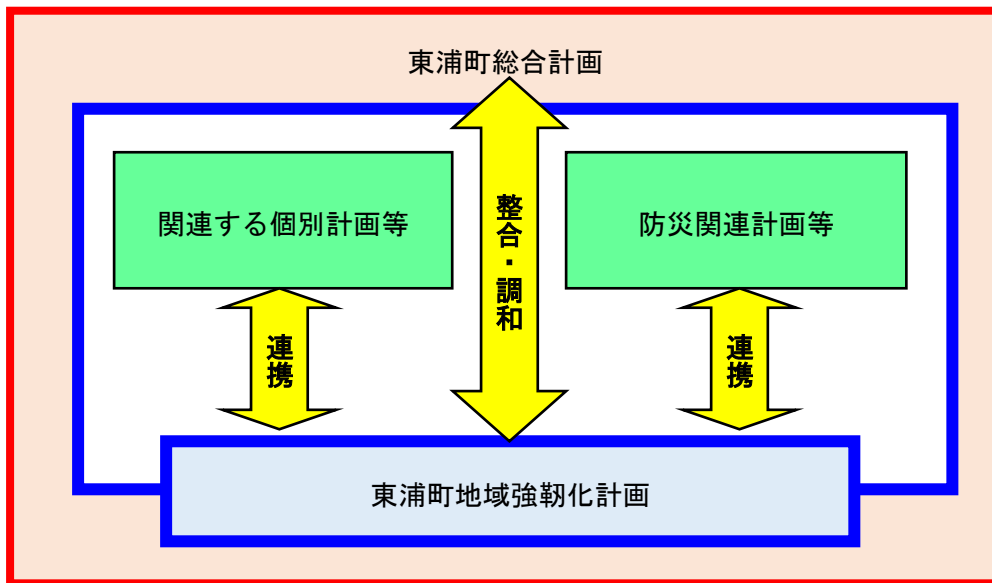 東浦町総合計画
関連する個別計画等
整合・調和
防災関連計画等
連携
連携
東浦町地域強靭化計画